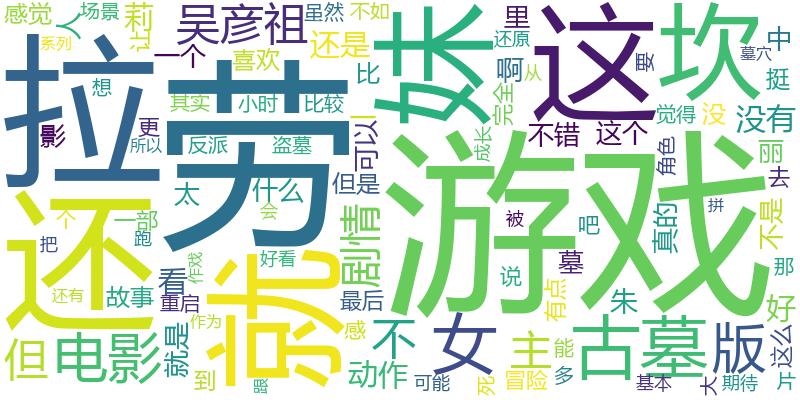 感觉
场景
莉
吴彦祖
虽然
不如
妹
这
坎
里
中
系列
让
一个
喜欢
还是
还原
要
墓穴
拉
劳
想
比
啊
从
挺
影
更
其实
小时
比较
完全
觉得
没
没有
所以
反派
盗墓
可以
成长
不错
这个
角色
丽
还
太
什么
但是
游戏
去
个
一部
会
剧情
被
拼
把
跑
就
吧
真的
不是
作戏
好看
看
说
墓
那
还有
故事
重启
最后
有点
朱
好
但
电影
就是
作为
感
不
女
主
能
古墓
版
这么
到
跟
动作
可能
死
冒险
多
基本
大
期待
片